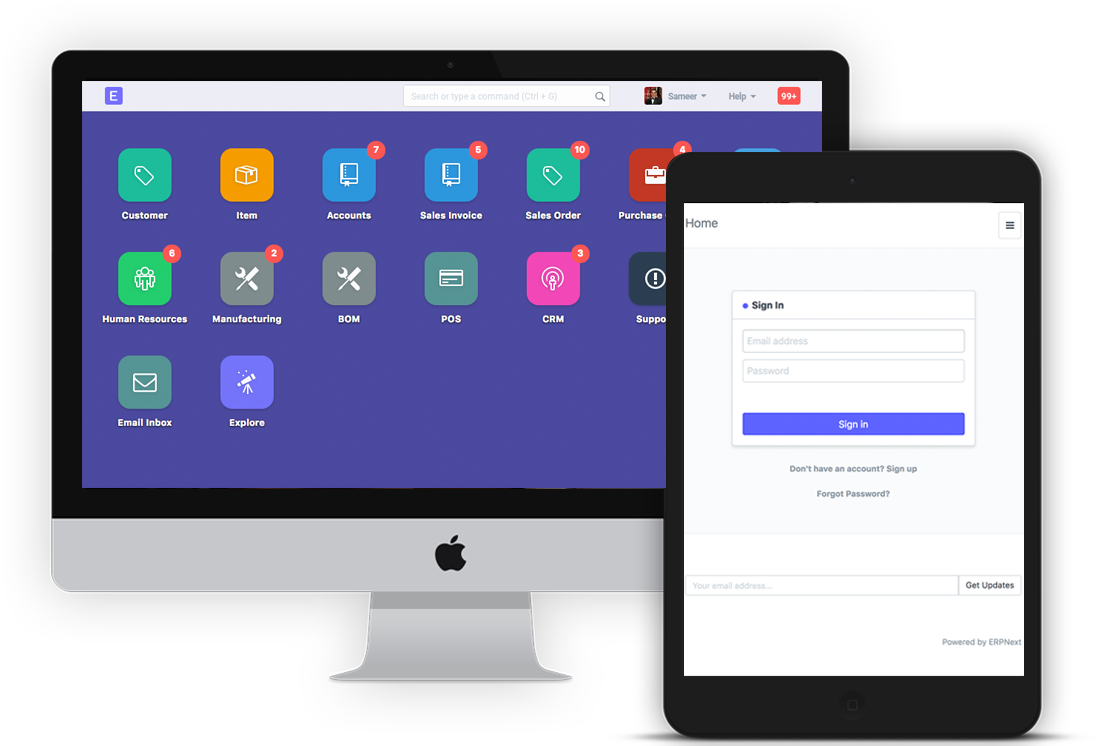 E
Search or type a command (Ctrl + G)
Sameer
Help
99+
7
5
10
4
Customer
Item
Accounts
Sales Invoice
Sales Order
Purchase
6
2
3
Human Resources
Manufacturing
BOM
POS
CRM
Email Inbox
Explore
Home
Sign In
Email address
Password
Sign in
Don't have an account? Sign up
Forgot Password?
Your email address...
Get Updates
Powered by ERPNext